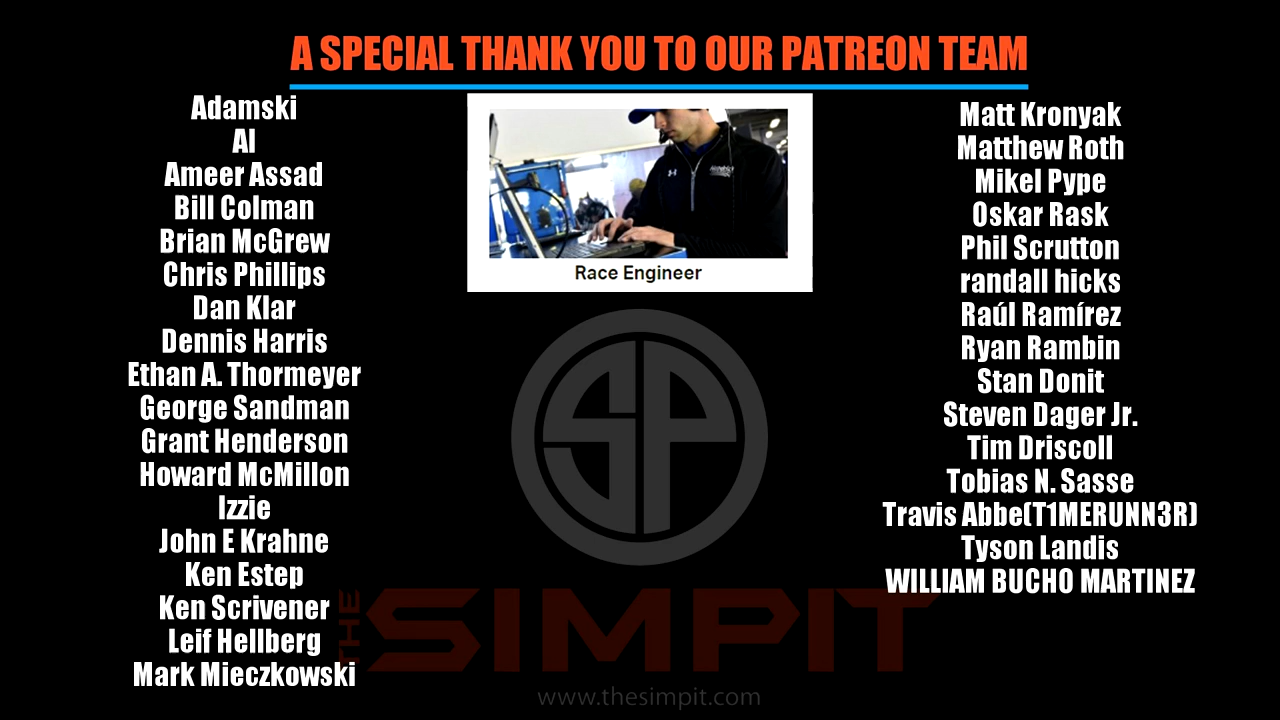 A SPECIAL THANK YOU TO OUR PATREON TEAM
Adamski
Al
Ameer Assad
Bill Colman
Brian McGrew
Chris Phillips
Dan Klar
Dennis Harris
Ethan A. Thormeyer
George Sandman
Grant Henderson
Howard McMillon
Izzie
John E Krahne
Ken Estep
Ken Scrivener
Leif Hellberg
Mark Mieczkowski
Race Engineer
SP
THE SIMPIT
www.thesimpit.com
Matt Kronyak
Matthew Roth
Mikel Pype
Oskar Rask
Phil Scrutton
randall hicks
Raúl Ramírez
Ryan Rambin
Stan Donit
Steven Dager Jr.
Tim Driscoll
Tobias N. Sasse
Travis Abbe(T1MERUNN3R)
Tyson Landis
WILLIAM BUCHO MARTINEZ